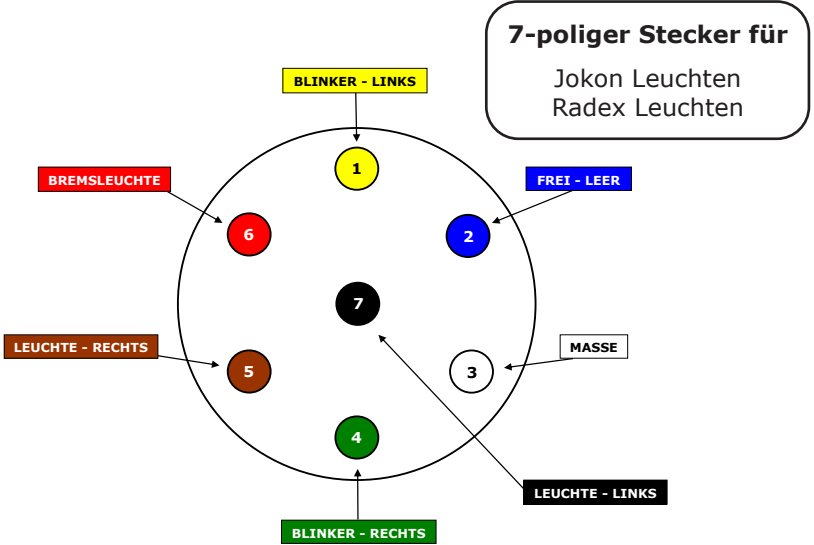 7-poliger Stecker für
Jokon Leuchten
Radex Leuchten
BLINKER - LINKS
1
BREMSLEUCHTE
FREI - LEER
6
2
7
LEUCHTE - RECHTS
MASSE
5
3
4
LEUCHTE - LINKS
BLINKER - RECHTS